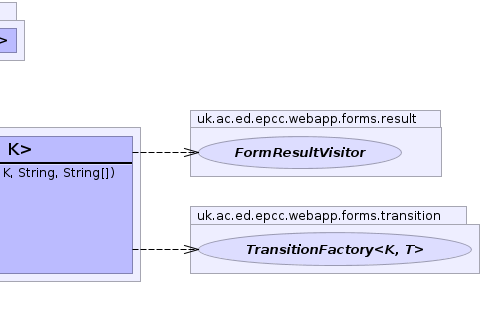 >
uk.ac.ed.epcc.webapp.forms.result
K>
FormResultVisitor
K, String, String[])
uk.ac.ed.epcc.webapp.forms.transition
TransitionFactory<K, T>